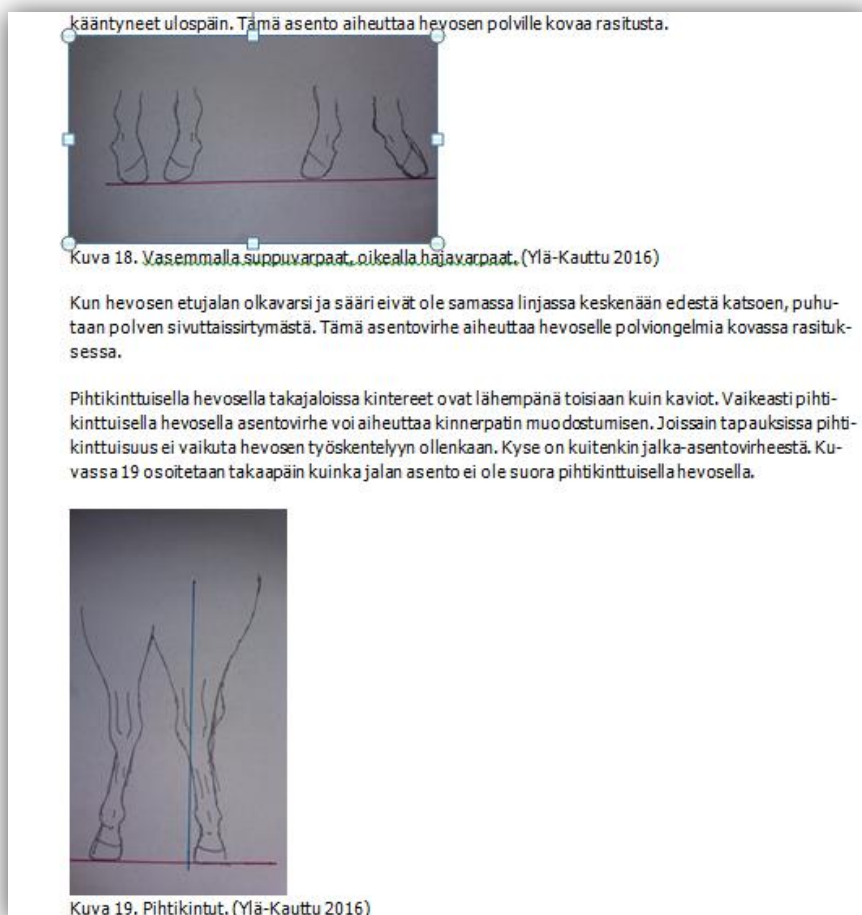 kääntyneet ulospäin. Tämä asento aiheuttaa hevosen polville kovaa rasitusta.
Kuva 18. Vasemmalla suppuvarpaat, oikealla hajavarpaat. (Ylä-Kauttu 2016)
Kun hevosen etujalan olkavarsi ja sääri eivät ole samassa linjassa keskenään edestä katsoen, puhu-
taan polven sivuttaissirtymästä. Tämä asentovirhe aiheuttaa hevoselle polviongelmia kovassa rasituk-
sessa.
Pihtikinttuisella hevosella takajaloissa kintereet ovat lähempänä toisiaan kuin kaviot. Vaikeasti pihti-
kinttuisella hevosella asentovirhe voi aiheuttaa kinnerpatin muodostumisen. Joissain tapauksissa pihti-
kinttuisuus ei vaikuta hevosen työskentelyyn ollenkaan. Kyse on kuitenkin jalka-asentovirheestä. Ku-
vassa 19 osoitetaan takaapäin kuinka jalan asento ei ole suora pihtikinttuisella hevosella.
Kuva 19. Pihtikintut. (Ylä-Kauttu 2016)